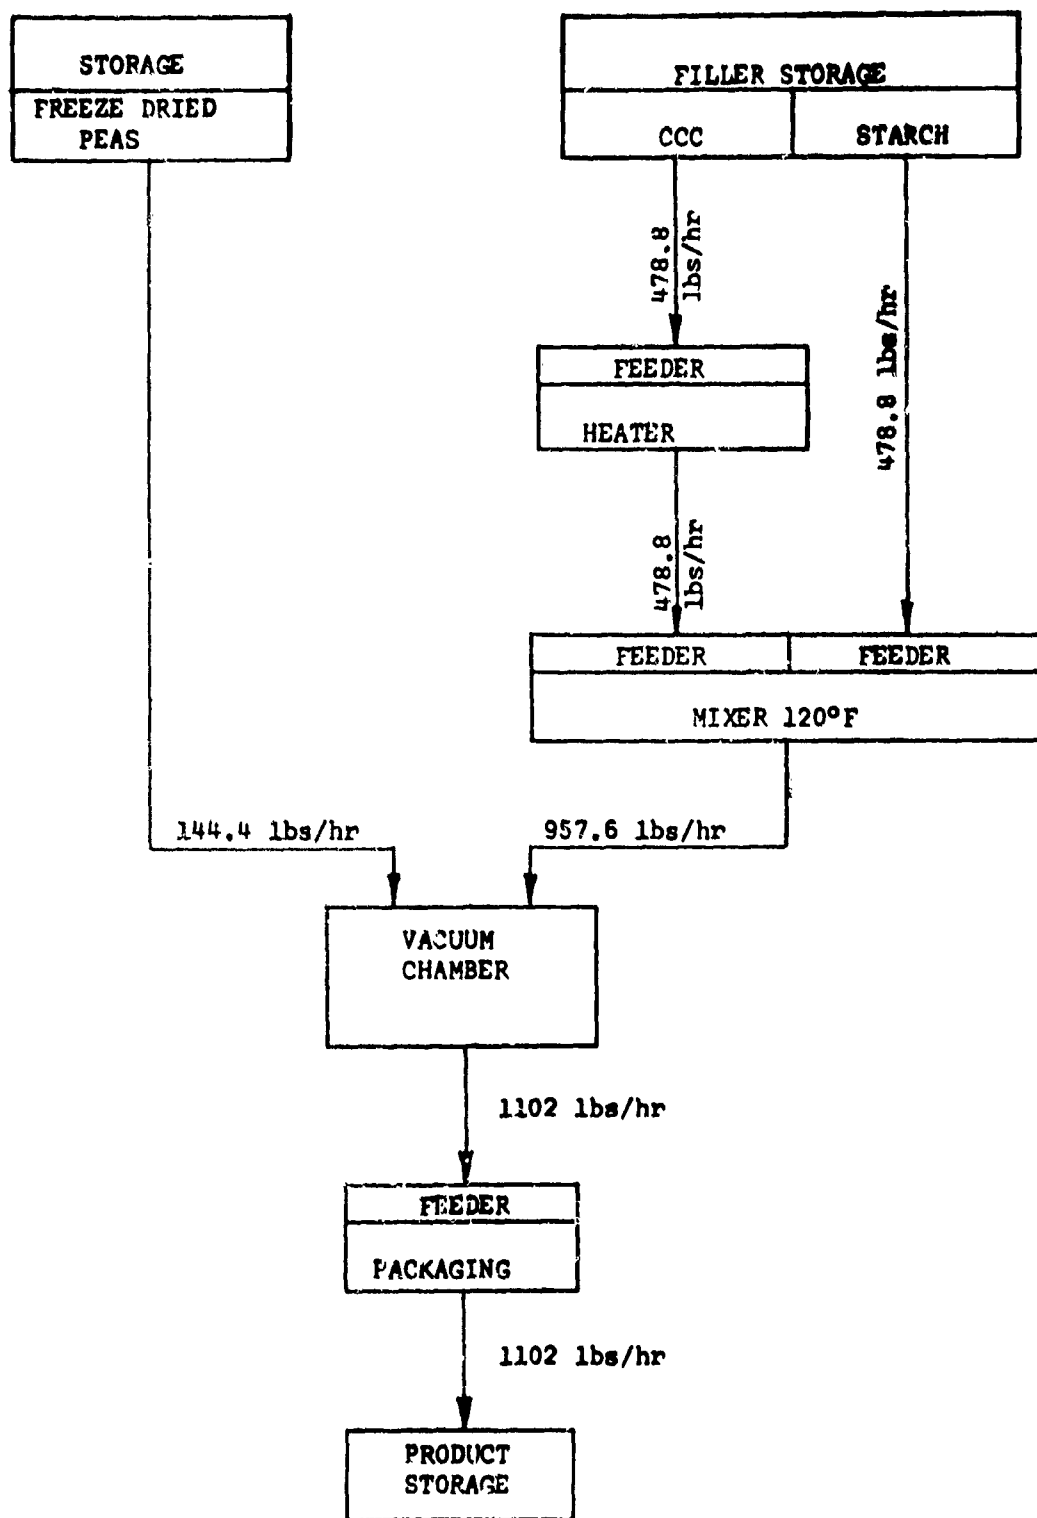 STORAGE
FREEZE DRIED
PEAS
FILLER STORAGE
CCC
STARCH
478.8
lbs/hr
478.8 lbs/hr
FEEDER
HEATER
478.8
lbs/hr
FEEDER
FEEDER
MIXER 120°F
144.4 lbs/hr
957.6 lbs/hr
VACUUM
CHAMBER
1102 lbs/hr
FEEDER
PACKAGING
1102 lbs/hr
PRODUCT
STORAGE